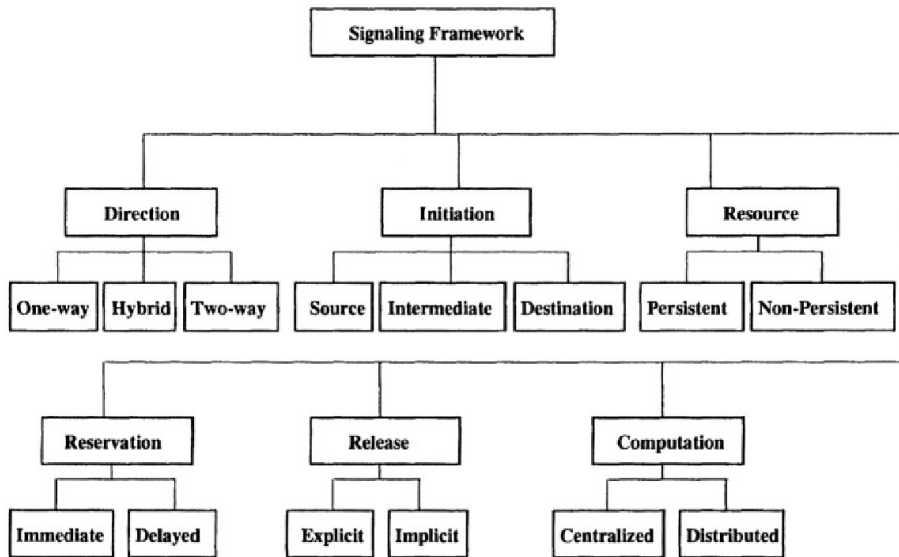 Signaling Framework
Direction Initiation Resource
One-way Hybrid Two-way Source Intermediate Destination Persistent Non-Persistent
Reservation Release Computation
Immediate Delayed Explicit Implicit Centralized Distributed